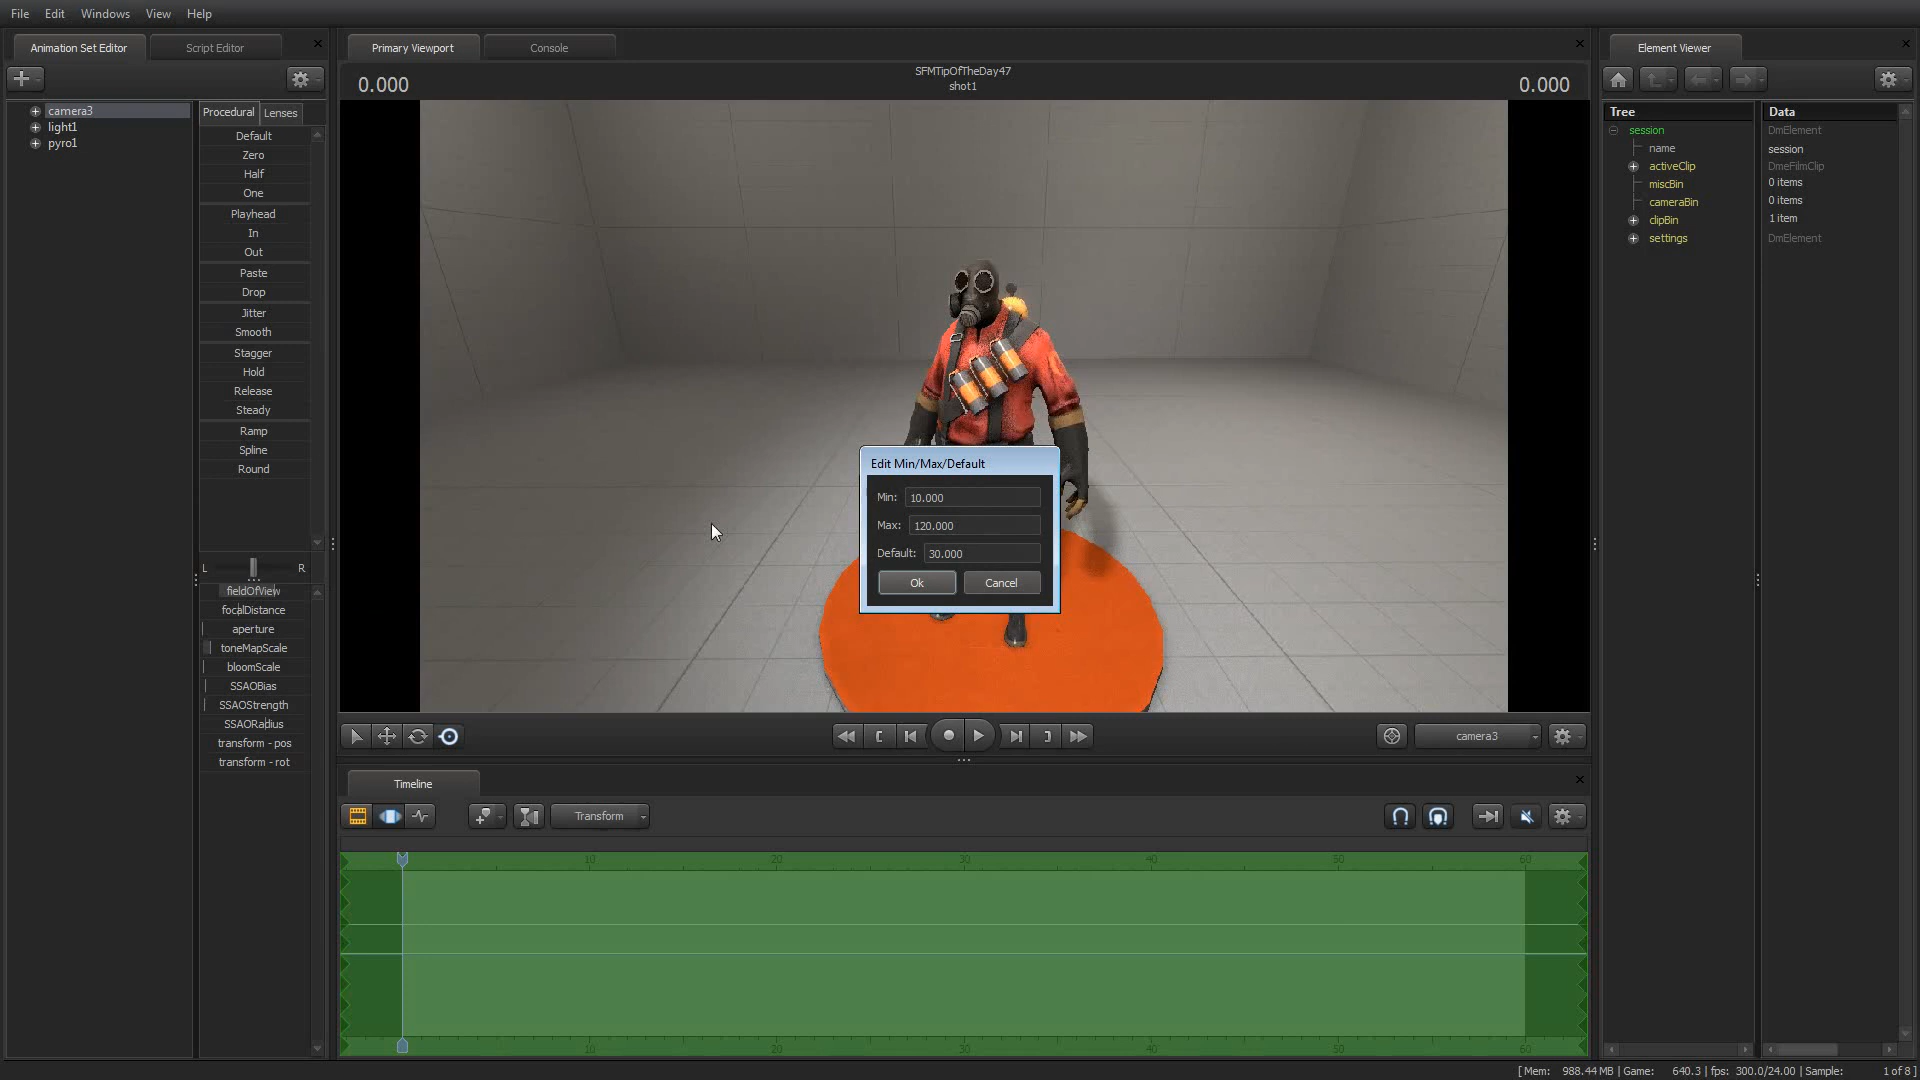 File Edit Windows View Help
Animation Set Editor
Script Editor
Primary Viewport
Console
Element Viewer
0.000
SFMTipOfTheDay47
shot1
0.000
camera3
light1
pyro1
Procedural
Lenses
Default
Zero
Half
One
Playhead
In
Out
Paste
Drop
Jitter
Smooth
Stagger
Hold
Release
Steady
Ramp
Spline
Round
L
R
fieldOfView
focalDistance
aperture
toneMapScale
bloomScale
SSAOBias
SSAOStrength
SSAORadius
transform - pos
transform - rot
Edit Min/Max/Default
Min: 10.000
Max: 120.000
Default: 30.000
Ok
Cancel
Tree
Data
session
DmElement
name
session
activeClip
DmeFilmClip
miscBin
0 items
cameraBin
0 items
clipBin
1 item
settings
DmElement
camera3
Timeline
Transform
10 20 30 40 50 60
10 20 30 40 50 60
[ Mem: 988.44 MB | Game: 640.3 | fps: 300.0/24.00 | Sample: 1 of 8 ]